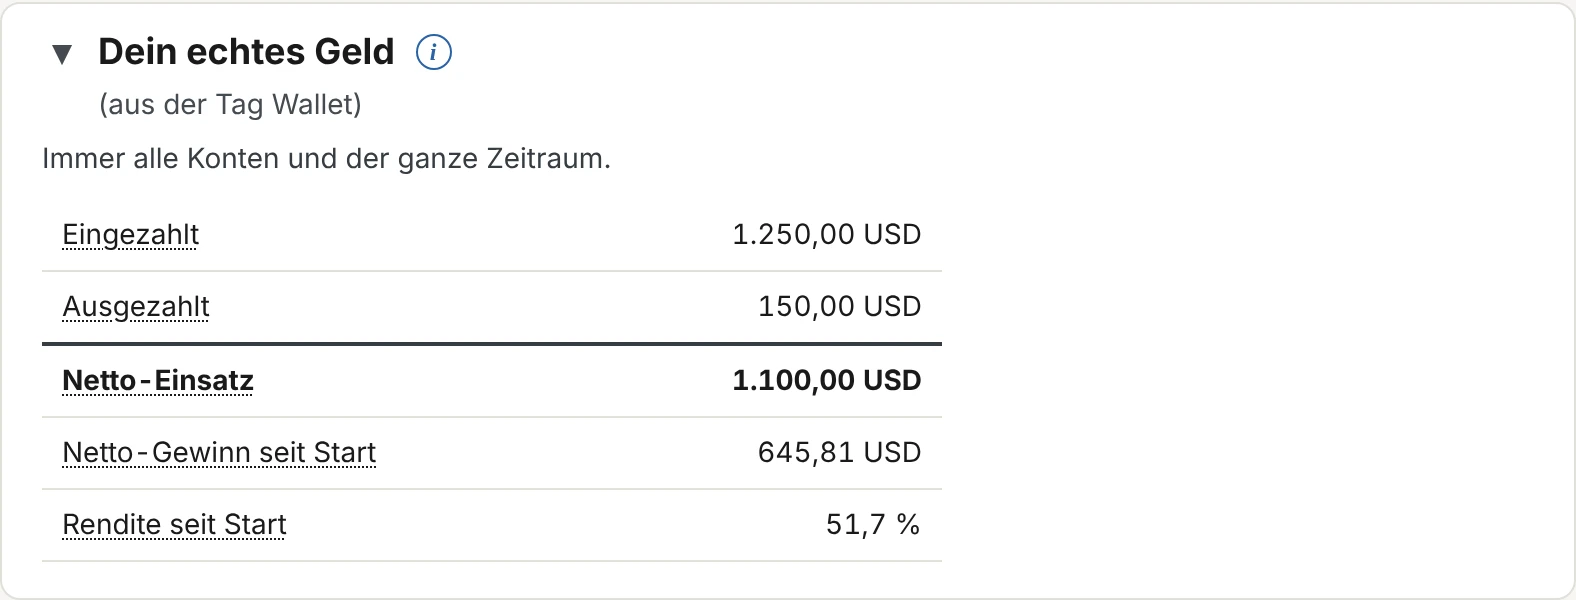 ▼ Dein echtes Geld i
(aus der Tag Wallet)
Immer alle Konten und der ganze Zeitraum.
Eingezahlt 1.250,00 USD
Ausgezahlt 150,00 USD
Netto-Einsatz 1.100,00 USD
Netto-Gewinn seit Start 645,81 USD
Rendite seit Start 51,7 %